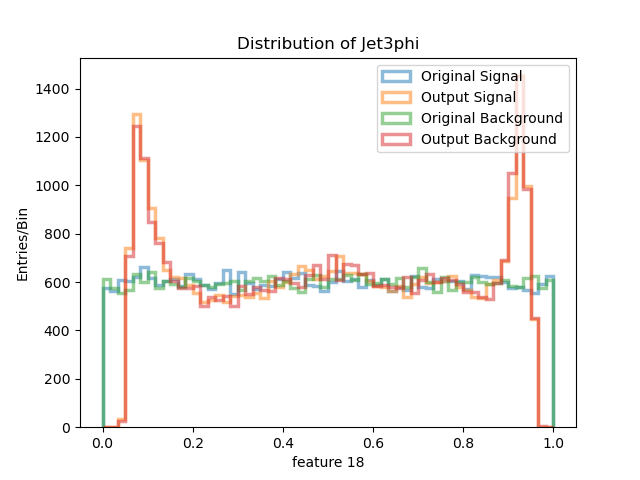 Distribution of Jet3phi
Original Signal
Output Signal
Original Background
Output Background
Entries/Bin
1400
1200
1000
800
600
400
200
0
0.0 0.2 0.4 0.6 0.8 1.0
feature 18